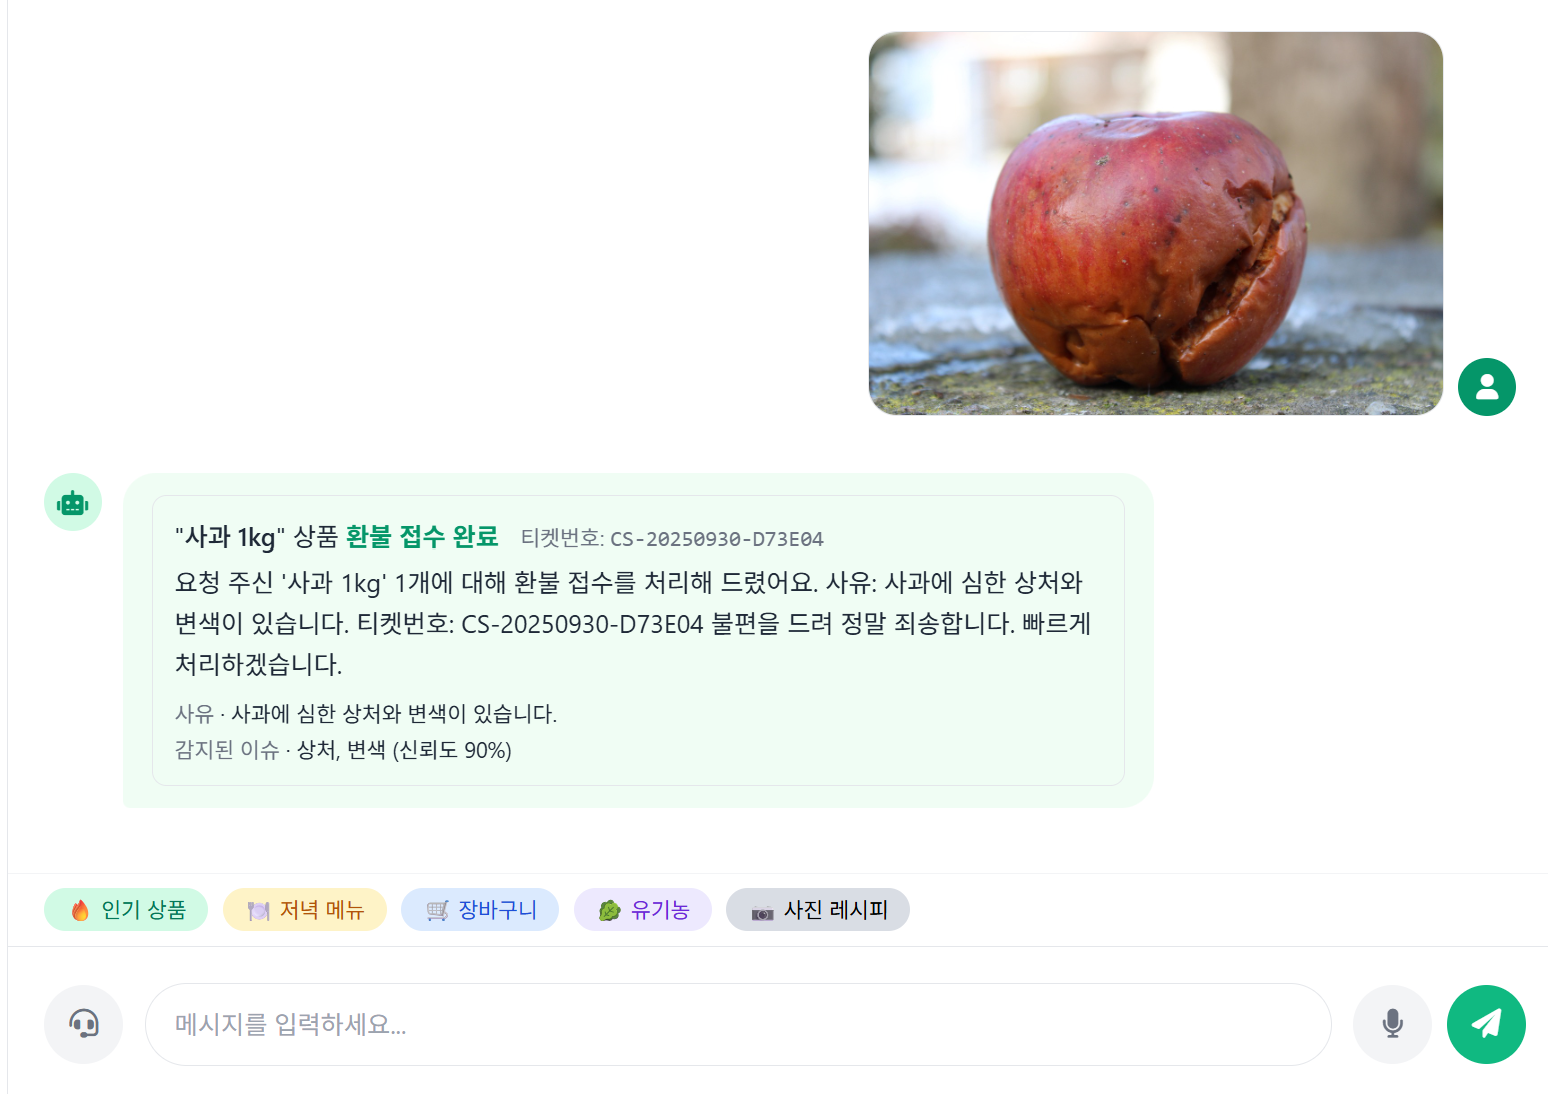 "사과 1kg" 상품 환불 접수 완료 티켓번호: CS-20250930-D73E04
요청 주신 '사과 1kg' 1개에 대해 환불 접수를 처리해 드렸어요. 사유: 사과에 심한 상처와
변색이 있습니다. 티켓번호: CS-20250930-D73E04 불편을 드려 정말 죄송합니다. 빠르게
처리하겠습니다.
사유 · 사과에 심한 상처와 변색이 있습니다.
감지된 이슈 · 상처, 변색 (신뢰도 90%)
인기 상품 저녁 메뉴 장바구니 유기농 사진 레시피
메시지를 입력하세요...